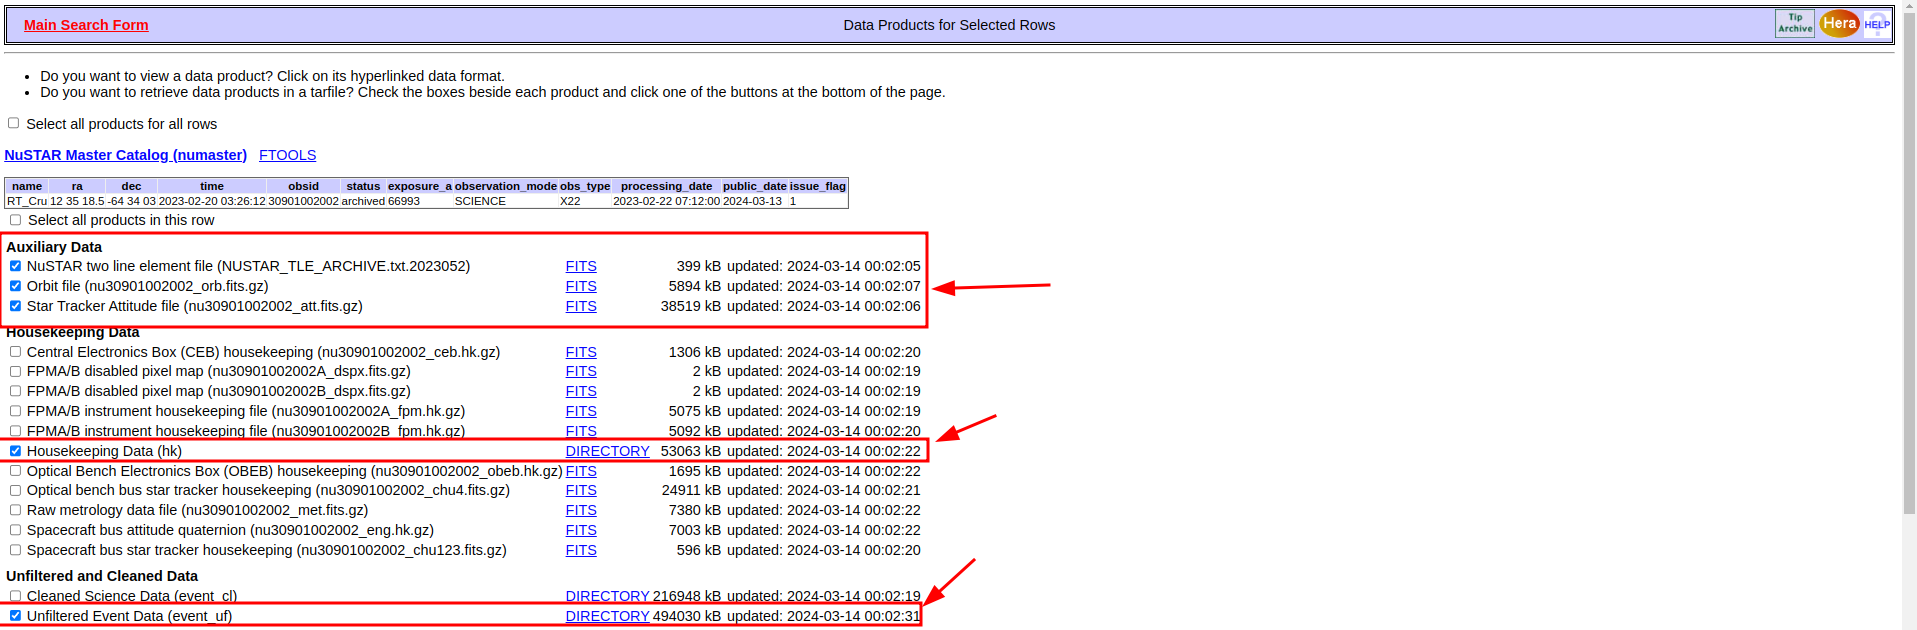 Main Search Form Data Products for Selected Rows Tip Archive Hera HELP
Do you want to view a data product? Click on its hyperlinked data format.
Do you want to retrieve data products in a tarfile? Check the boxes beside each product and click one of the buttons at the bottom of the page.
Select all products for all rows
NuSTAR Master Catalog (numaster) FTOOLS
name ra dec time obsid status exposure_a observation_mode obs_type processing_date public_date issue_flag
RT_Cru 12 35 18.5 -64 34 03 2023-02-20 03:26:12 30901002002 archived 66993 SCIENCE X22 2023-02-22 07:12:00 2024-03-13 1
Select all products in this row
Auxiliary Data
NuSTAR two line element file (NUSTAR_TLE_ARCHIVE.txt.2023052) FITS 399 kB updated: 2024-03-14 00:02:05
Orbit file (nu30901002002_orb.fits.gz) FITS 5894 kB updated: 2024-03-14 00:02:07
Star Tracker Attitude file (nu30901002002_att.fits.gz) FITS 38519 kB updated: 2024-03-14 00:02:06
Housekeeping Data
Central Electronics Box (CEB) housekeeping (nu30901002002_ceb.hk.gz) FITS 1306 kB updated: 2024-03-14 00:02:20
FPMA/B disabled pixel map (nu30901002002A_dspx.fits.gz) FITS 2 kB updated: 2024-03-14 00:02:19
FPMA/B disabled pixel map (nu30901002002B_dspx.fits.gz) FITS 2 kB updated: 2024-03-14 00:02:19
FPMA/B instrument housekeeping file (nu30901002002A_fpm.hk.gz) FITS 5075 kB updated: 2024-03-14 00:02:19
FPMA/B instrument housekeeping file (nu30901002002B_fpm.hk.gz) FITS 5092 kB updated: 2024-03-14 00:02:20
Housekeeping Data (hk) DIRECTORY 53063 kB updated: 2024-03-14 00:02:22
Optical Bench Electronics Box (OBEB) housekeeping (nu30901002002_obeb.hk.gz) FITS 1695 kB updated: 2024-03-14 00:02:22
Optical bench bus star tracker housekeeping (nu30901002002_chu4.fits.gz) FITS 24911 kB updated: 2024-03-14 00:02:21
Raw metrology data file (nu30901002002_met.fits.gz) FITS 7380 kB updated: 2024-03-14 00:02:22
Spacecraft bus attitude quaternion (nu30901002002_eng.hk.gz) FITS 7003 kB updated: 2024-03-14 00:02:22
Spacecraft bus star tracker housekeeping (nu30901002002_chu123.fits.gz) FITS 596 kB updated: 2024-03-14 00:02:20
Unfiltered and Cleaned Data
Cleaned Science Data (event_cl) DIRECTORY 216948 kB updated: 2024-03-14 00:02:19
Unfiltered Event Data (event_uf) DIRECTORY 494030 kB updated: 2024-03-14 00:02:31